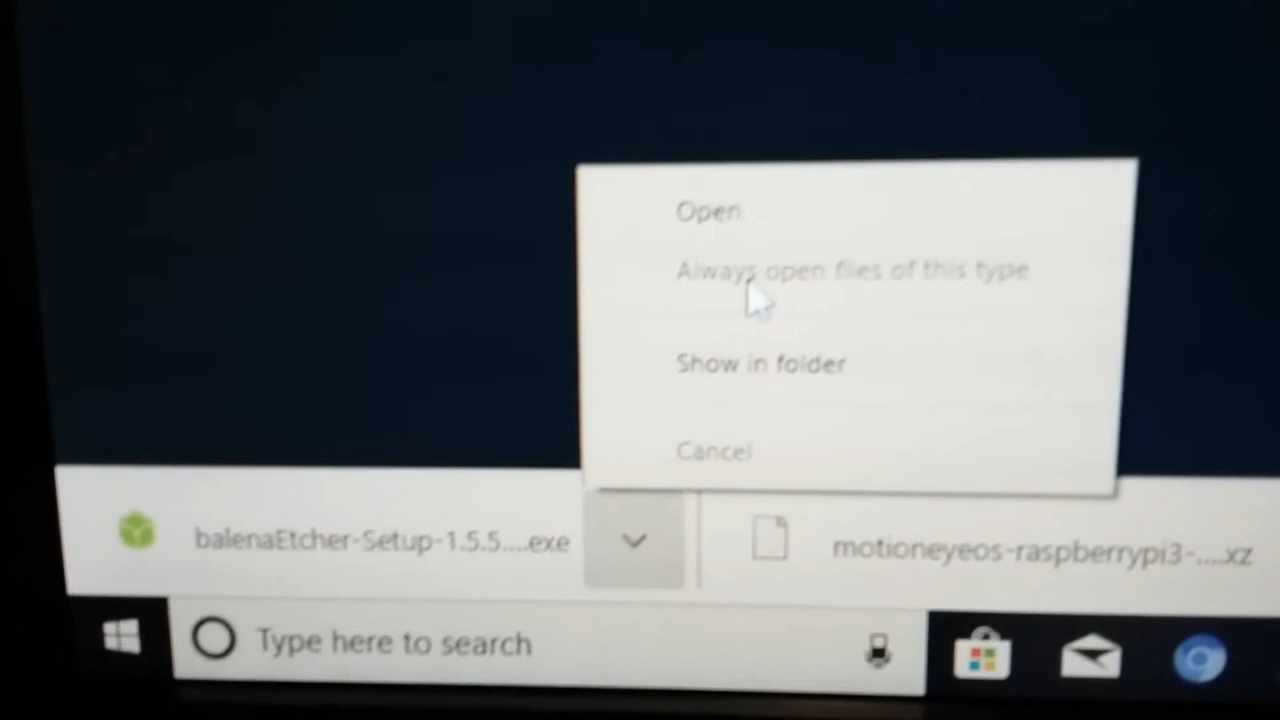 Open
Always open files of this type
Show in folder
Cancel
balenaEtcher-Setup-1.5.5....exe
motioneyeos-raspberrypi3-....xz
Type here to search